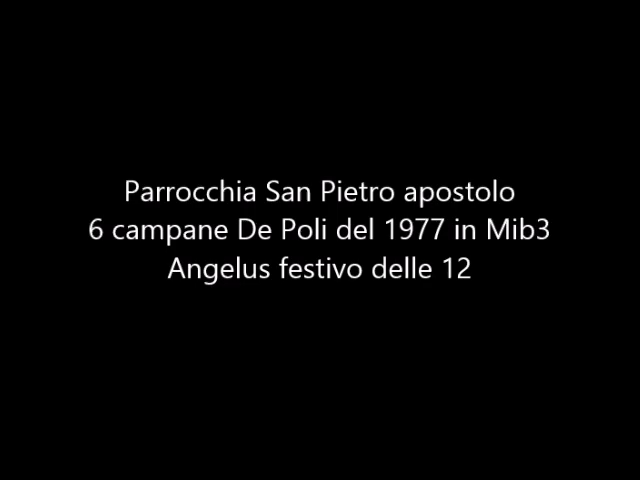 Parrocchia San Pietro apostolo
6 campane De Poli del 1977 in Mib3
Angelus festivo delle 12